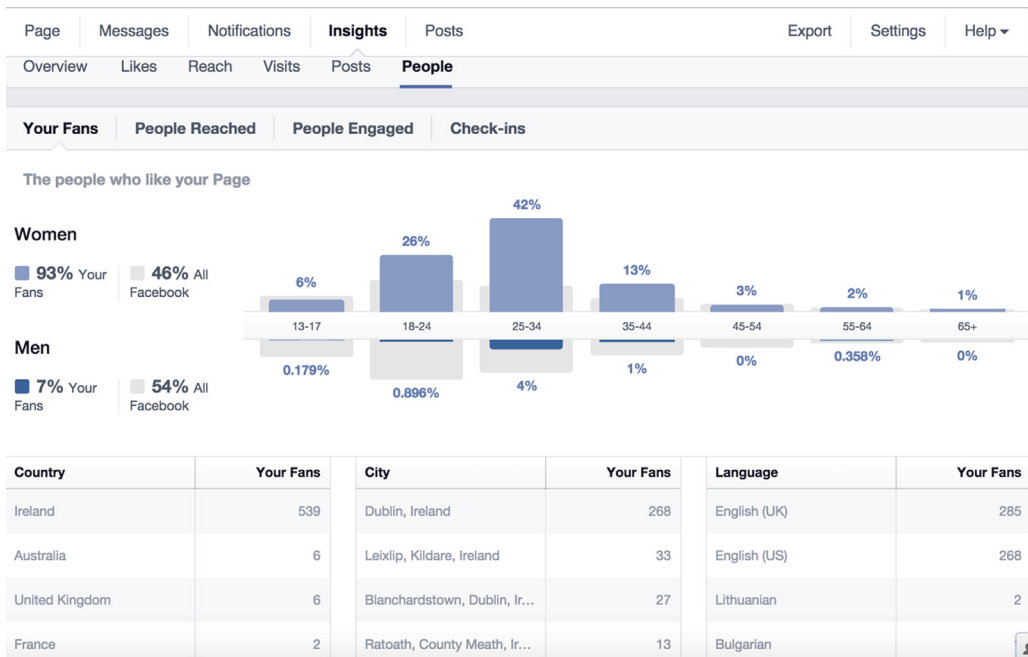 Page Messages Notifications Insights Posts Export Settings Help
Overview Likes Reach Visits Posts People
Your Fans People Reached People Engaged Check-ins
The people who like your Page
Women
93% Your Fans
46% All Facebook
6% 26% 42% 13% 3% 2% 1%
13-17 18-24 25-34 35-44 45-54 55-64 65+
0.179% 0.896% 4% 1% 0% 0.358% 0%
Men
7% Your Fans
54% All Facebook
Country Your Fans City Your Fans Language Your Fans
Ireland 539 Dublin, Ireland 268 English (UK) 285
Australia 6 Leixlip, Kildare, Ireland 33 English (US) 268
United Kingdom 6 Blanchardstown, Dublin, Ir... 27 Lithuanian 2
France 2 Ratoath, County Meath, Ir... 13 Bulgarian